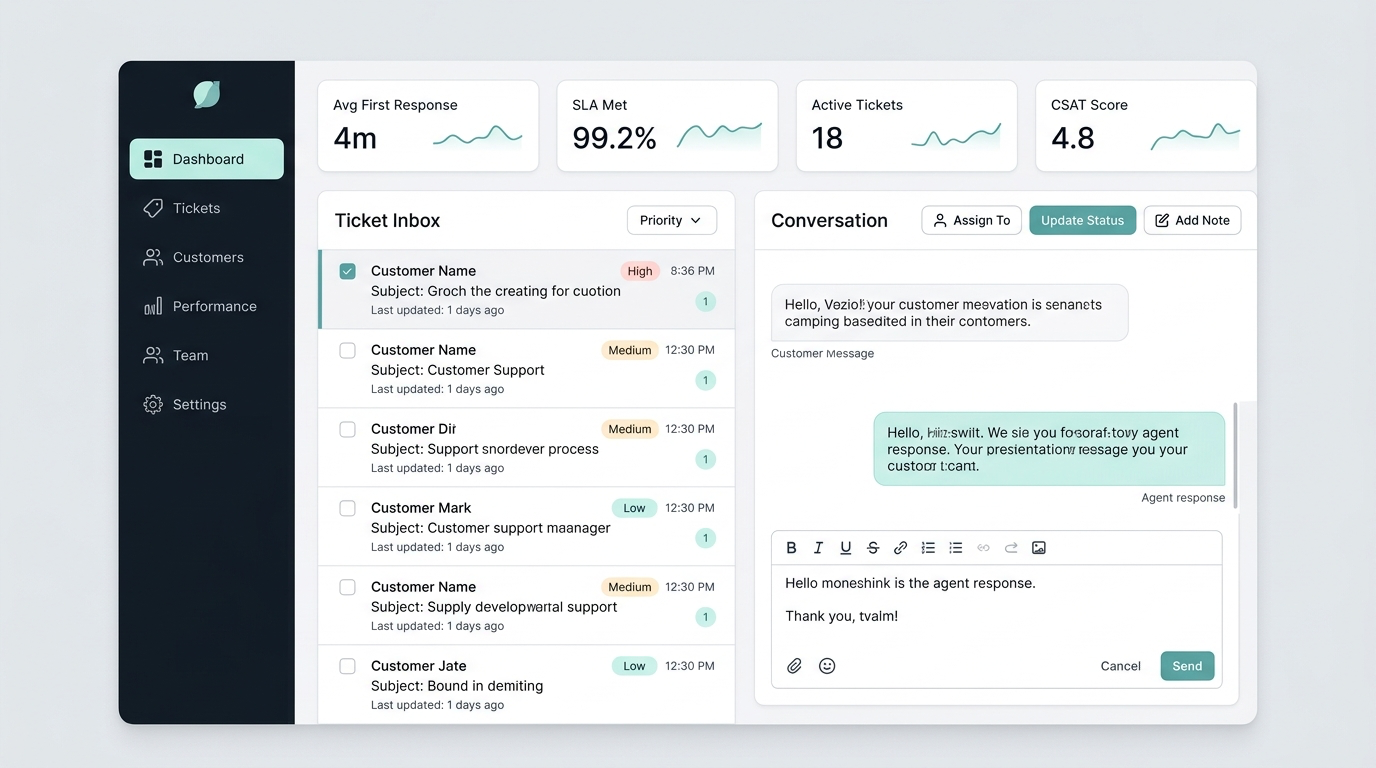 Dashboard
Tickets
Customers
Performance
Team
Settings
Avg First Response
4m
SLA Met
99.2%
Active Tickets
18
CSAT Score
4.8
Ticket Inbox
Priority
Customer Name
High
8:36 PM
Subject: Groch the creating for cuotion
1
Last updated: 1 days ago
Customer Name
Medium
12:30 PM
Subject: Customer Support
1
Last updated: 1 days ago
Customer
Medium
12:30 PM
Subject: Support snordever process
1
Last updated: 1 days ago
Customer Mark
Low
12:30 PM
Subject: Customer support maanager
1
Last updated: 1 days ago
Customer Name
Medium
12:30 PM
Subject: Supply support
1
Last updated: 1 days ago
Customer Jate
Low
12:30 PM
Subject: Bound in demiting
Last updated: 1 days ago
Conversation
Assign To
Update Status
Add Note
Hello, your customer is
camping basedited in their contomers.
Customer Message
Hello, We sie you agent
response. Your you your
Agent response
B I U S
Hello moneshink is the agent response.
Thank you, tvalm!
Cancel
Send